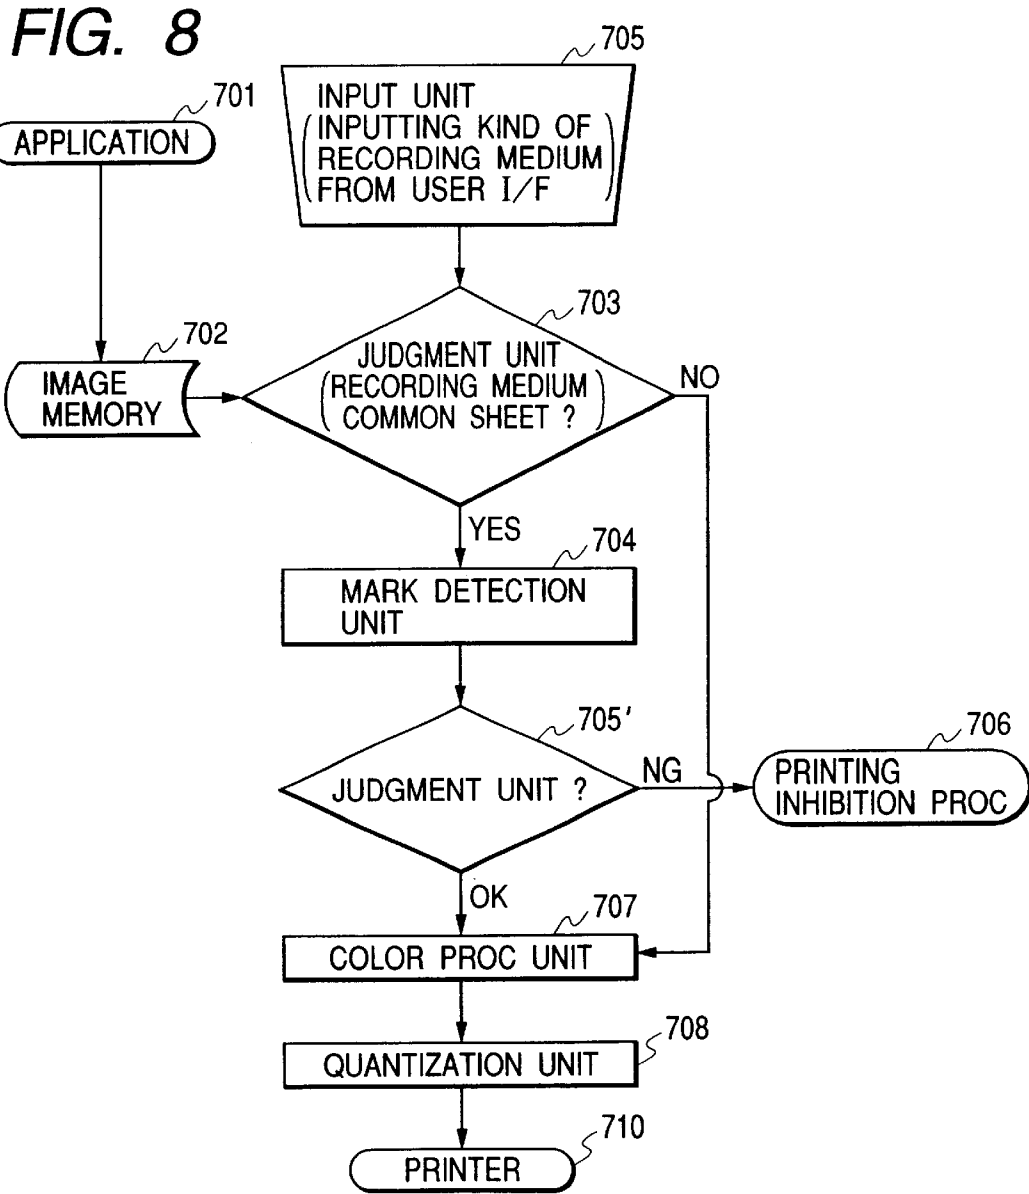 FIG. 8
701
APPLICATION
705
INPUT UNIT
(INPUTTING KIND OF
RECORDING MEDIUM
FROM USER I/F)
702
IMAGE
MEMORY
703
JUDGMENT UNIT
(RECORDING MEDIUM
COMMON SHEET ?)
NO
YES
704
MARK DETECTION
UNIT
705'
JUDGMENT UNIT ?
NG
706
PRINTING
INHIBITION PROC
OK
707
COLOR PROC UNIT
708
QUANTIZATION UNIT
710
PRINTER